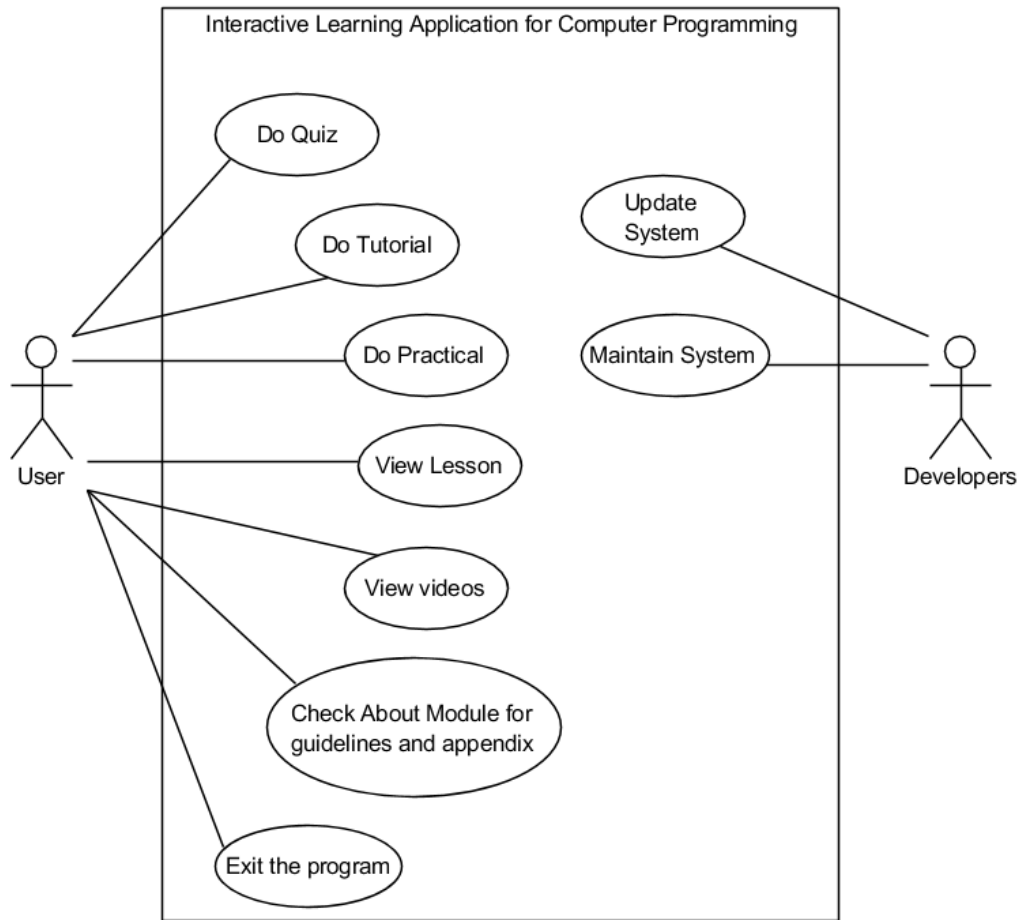 Interactive Learning Application for Computer Programming
Do Quiz
Update
System
Do Tutorial
Do Practical
Maintain System
User
View Lesson
Developers
View videos
Check About Module for
guidelines and appendix
Exit the program